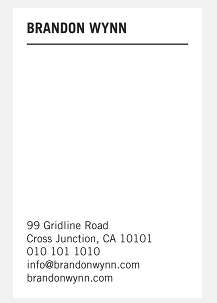 BRANDON WYNN
99 Gridline Road
Cross Junction, CA 10101
010 101 1010
info@brandonwynn.com
brandonwynn.com